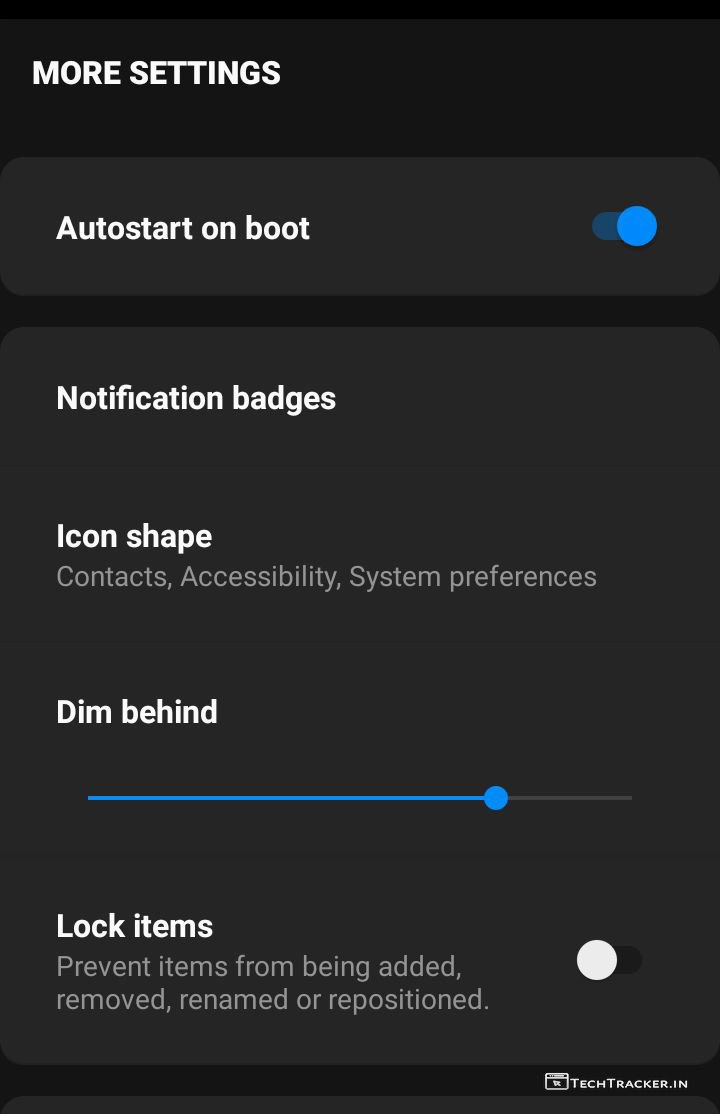 MORE SETTINGS
Autostart on boot
Notification badges
Icon shape
Contacts, Accessibility, System preferences
Dim behind
Lock items
Prevent items from being added,
removed, renamed or repositioned.
TECHTRACKER.IN